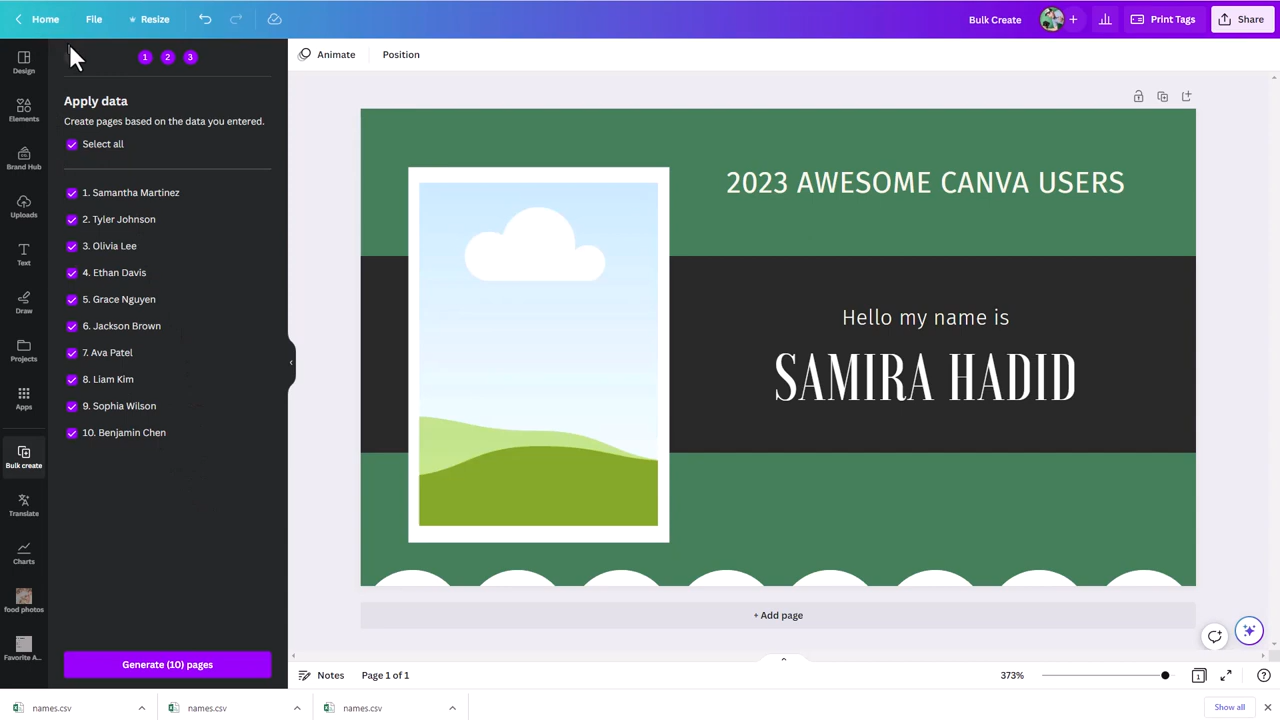 Home File Resize Bulk Create Print Tags Share
1 2 3
Animate Position
Design
Elements
Brand Hub
Uploads
Text
Draw
Projects
Apps
Bulk create
Translate
Charts
food photos
Favorite A...
Apply data
Create pages based on the data you entered.
Select all
1. Samantha Martinez
2. Tyler Johnson
3. Olivia Lee
4. Ethan Davis
5. Grace Nguyen
6. Jackson Brown
7. Ava Patel
8. Liam Kim
9. Sophia Wilson
10. Benjamin Chen
Generate (10) pages
2023 AWESOME CANVA USERS
Hello my name is
SAMIRA HADID
+ Add page
Notes Page 1 of 1 373% 1
names.csv names.csv names.csv Show all